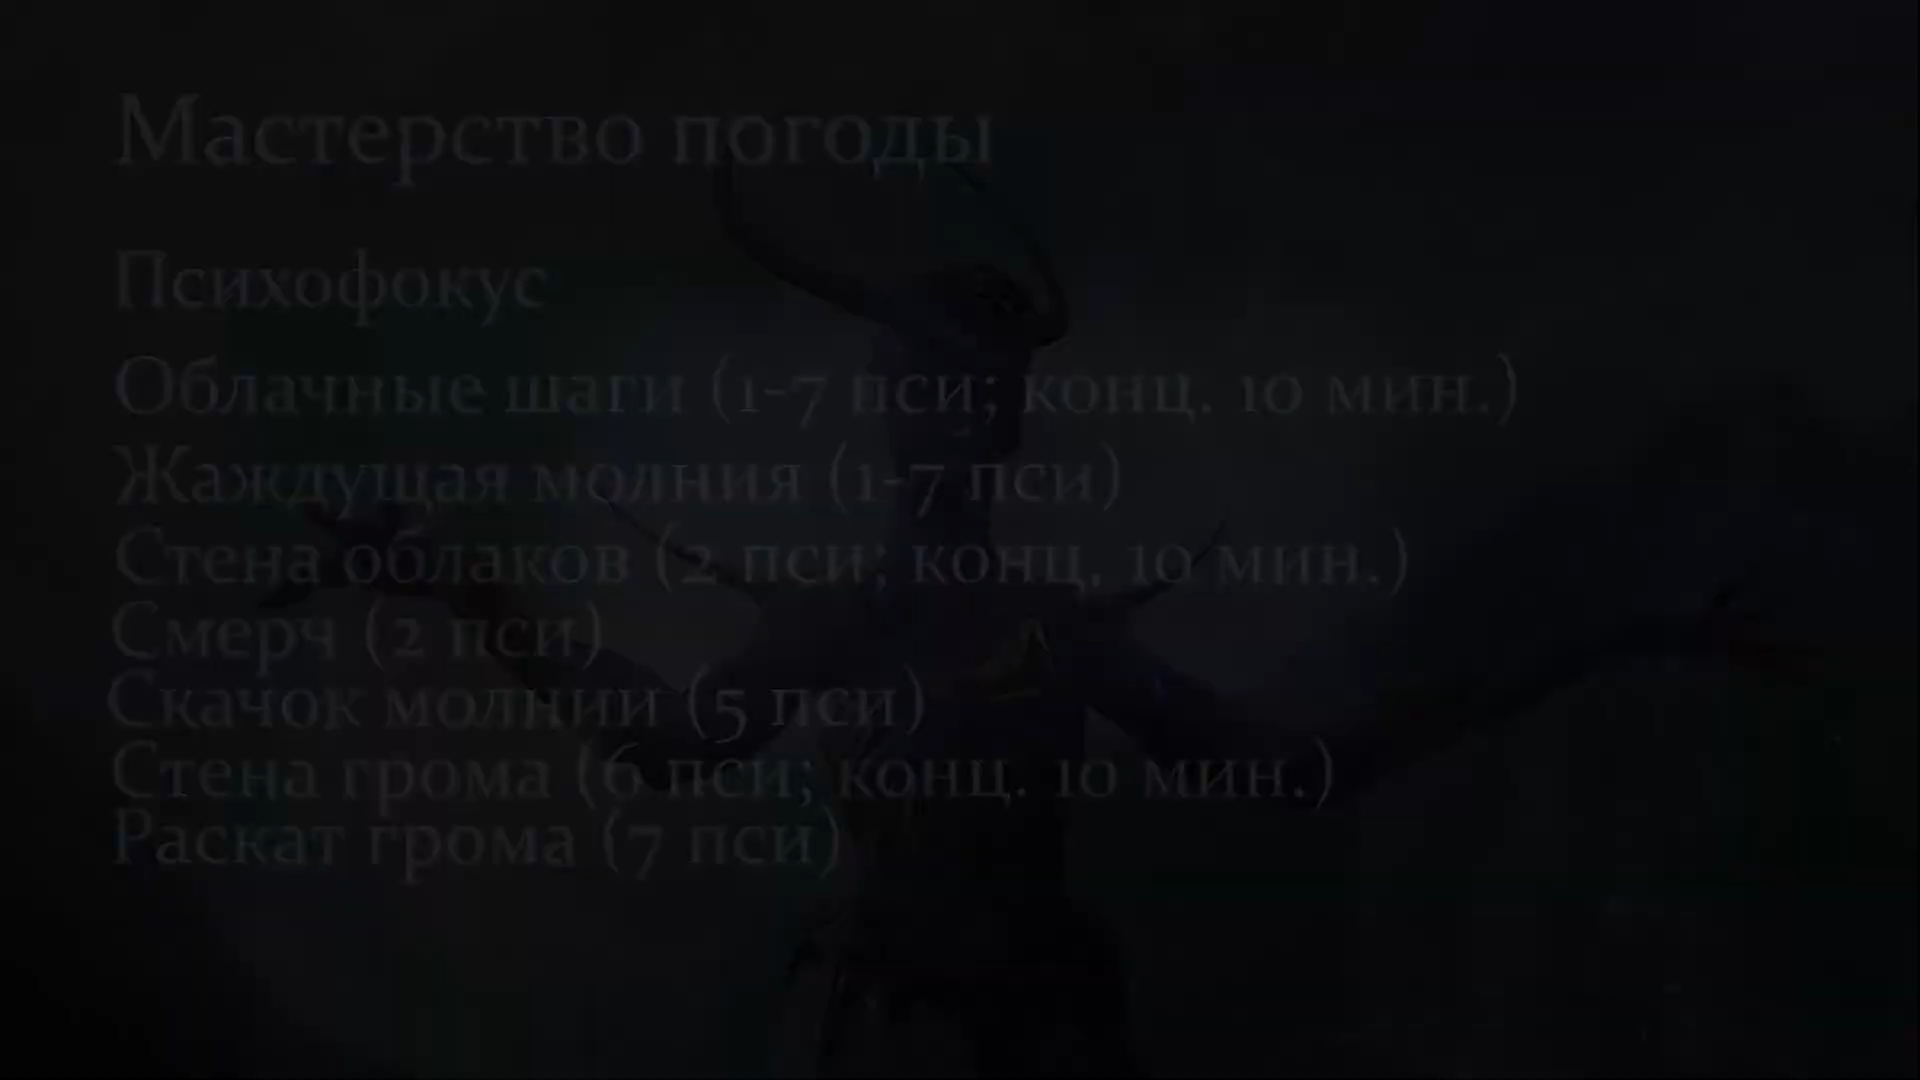 Мастерство погоды
Психофокус
Облачные шаги (1-7 пси; конц. 10 мин.)
Жаждущая молния (1-7 пси)
Стена облаков (2 пси; конц. 10 мин.)
Смерч (2 пси)
Скачок молнии (5 пси)
Стена грома (6 пси; конц. 10 мин.)
Раскат грома (7 пси)